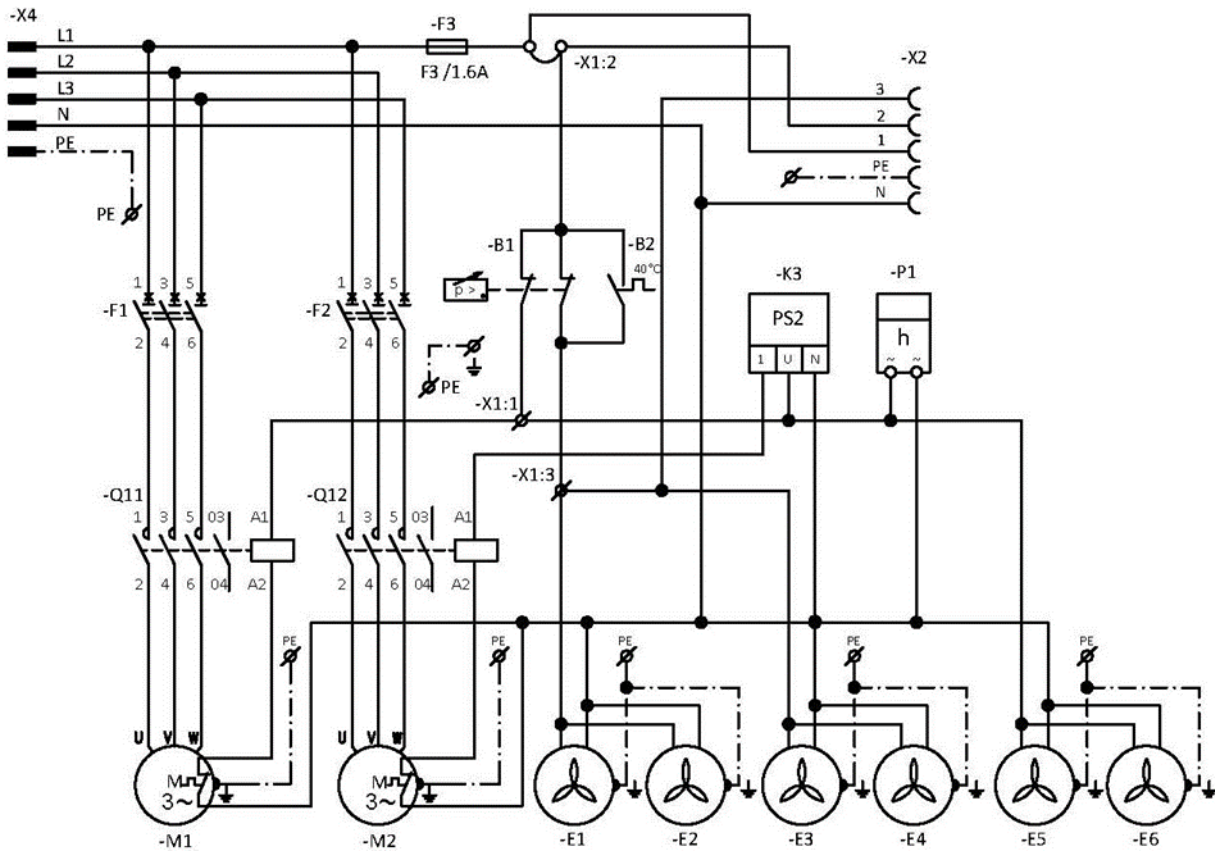 -X4
L1
L2
L3
N
PE
PE
-F3
F3 /1.6A
-X1:2
-X2
3
2
1
PE
N
-B1
-B2
40°C
p >
-K3
PS2
1 U N
-P1
h
~ ~
1 3 5
-F1
2 4 6
1 3 5
-F2
2 4 6
PE
-X1:1
-X1:3
-Q11
1 3 5 03 A1
2 4 6 04 A2
-Q12
1 3 5 03 A1
2 4 6 04 A2
PE
PE
PE
PE
PE
U V W
M
3~
U V W
M
3~
-M1
-M2
-E1
-E2
-E3
-E4
-E5
-E6